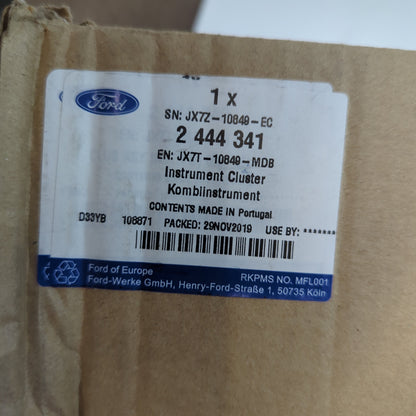 Ford
1 x
SN: JX7Z-10849-EC
2 444 341
EN: JX7T-10849-MDB
Instrument Cluster
Kombiinstrument
CONTENTS MADE IN Portugal
D33YB 108871 PACKED: 29NOV2019 USE BY: *******
Ford of Europe
RKPMS NO. MFL001
Ford-Werke GmbH, Henry-Ford-Straße 1, 50735 Köln